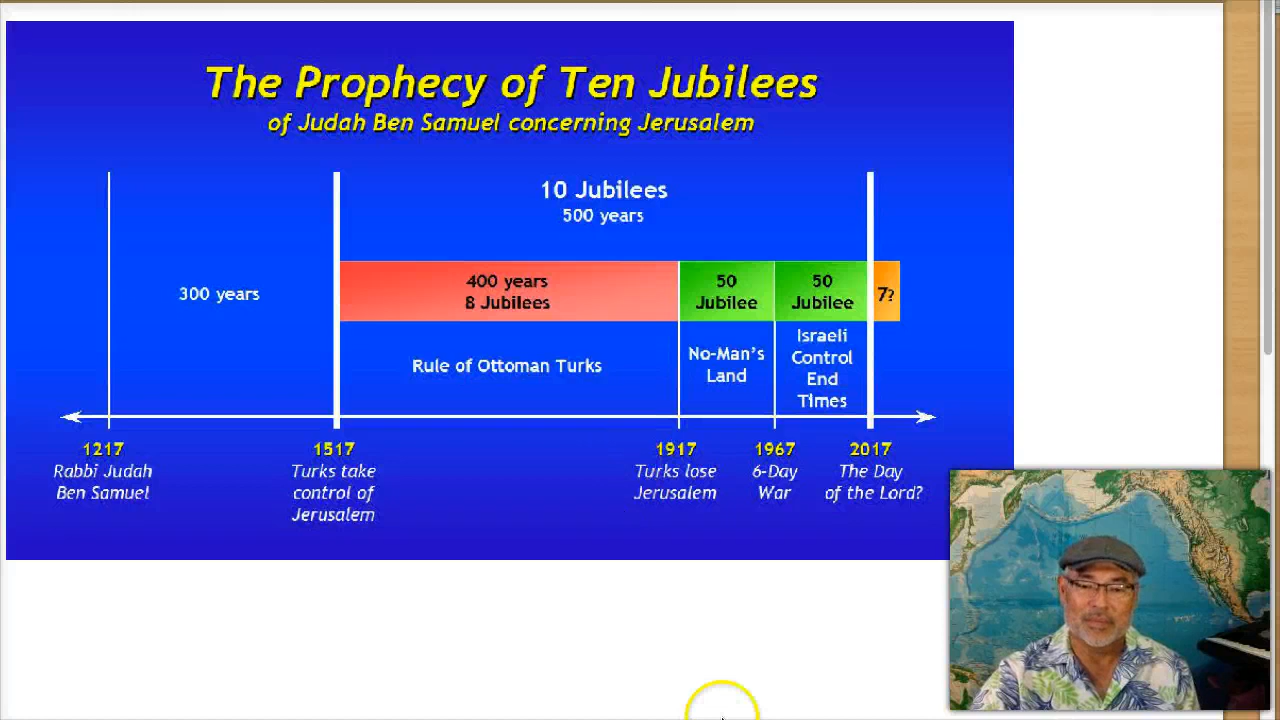 The Prophecy of Ten Jubilees
of Judah Ben Samuel concerning Jerusalem
10 Jubilees
500 years
300 years
400 years
8 Jubilees
50
Jubilee
50
Jubilee
7?
Rule of Ottoman Turks
No-Man's
Land
Israeli
Control
End
Times
1217
Rabbi Judah
Ben Samuel
1517
Turks take
control of
Jerusalem
1917
Turks lose
Jerusalem
1967
6-Day
War
2017
The Day
of the Lord?